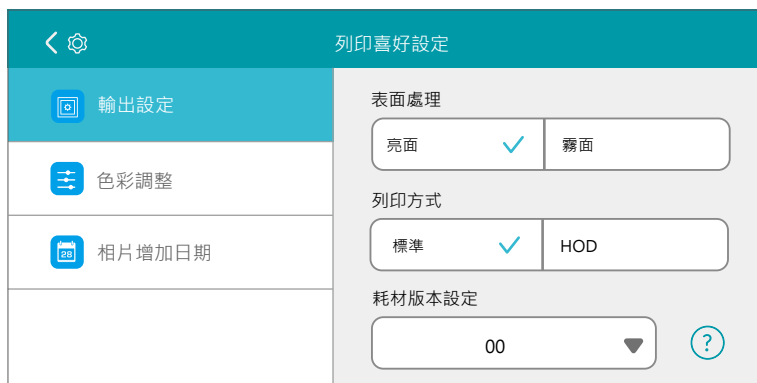 列印喜好設定
輸出設定
色彩調整
28
相片增加日期
表面處理
亮面 霧面
列印方式
標準 HOD
耗材版本設定
00 ?